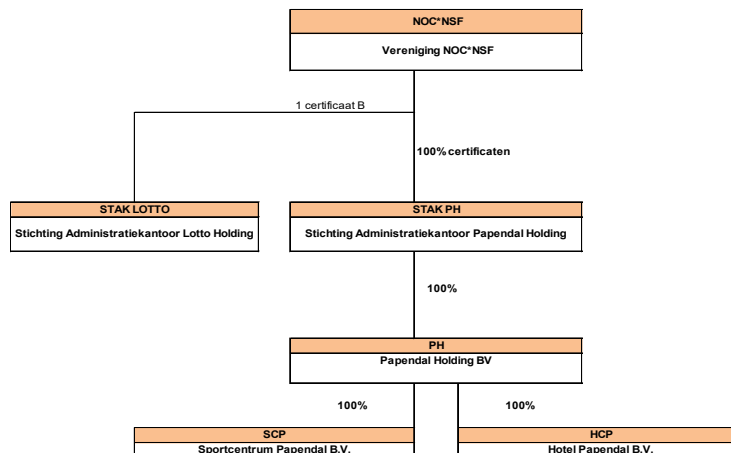 NOC*NSF
Vereniging NOC*NSF
1 certificaat B
100% certificaten
STAK LOTTO
STAK PH
Stichting Administratiekantoor Lotto Holding
Stichting Administratiekantoor Papendal Holding
100%
PH
Papendal Holding BV
100%
100%
SCP
HCP
Sportcentrum Papendal B.V.
Hotel Papendal B.V.